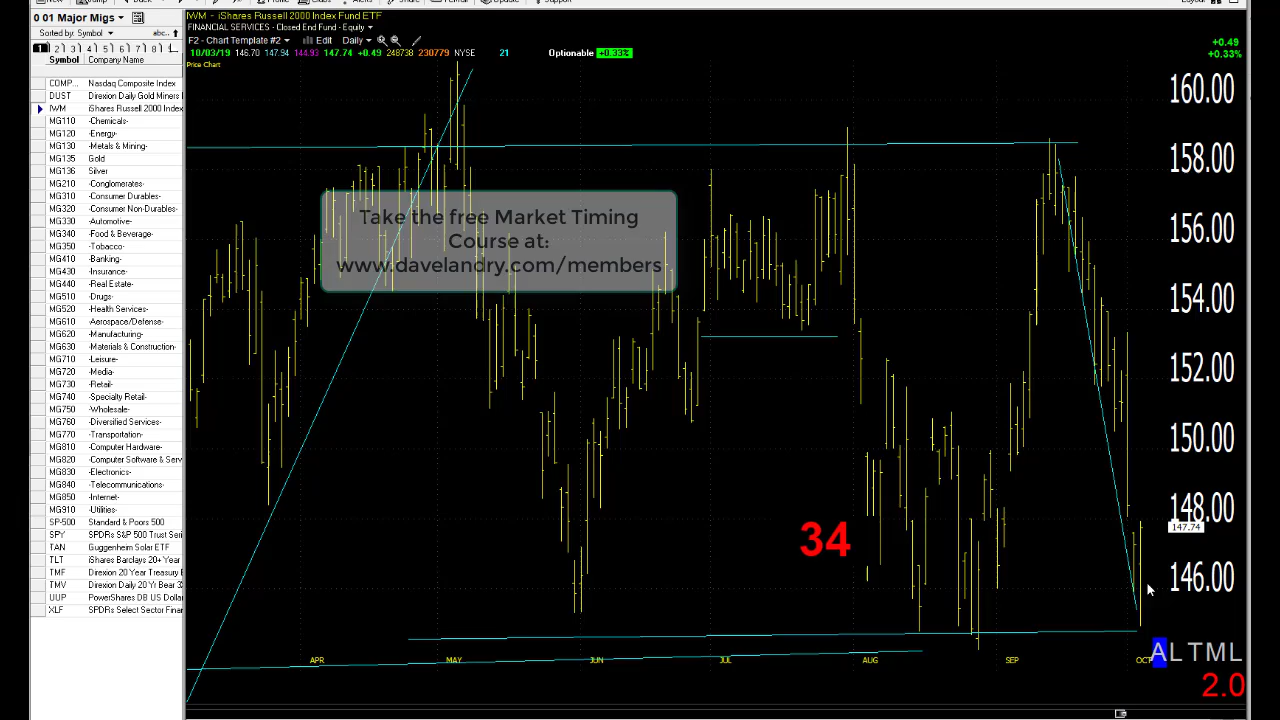 0 01 Major Migs
Sorted by: Symbol
abc..
1 2 3 4 5 6 7 8
Symbol Company Name
COMP... Nasdaq Composite Index
DUST Direxion Daily Gold Miners I
IWM iShares Russell 2000 Index
MG110 -Chemicals-
MG120 -Energy-
MG130 -Metals & Mining-
MG135 Gold
MG136 Silver
MG210 -Conglomerates-
MG310 -Consumer Durables-
MG320 -Consumer Non-Durables-
MG330 -Automotive-
MG340 -Food & Beverage-
MG350 -Tobacco-
MG410 -Banking-
MG430 -Insurance-
MG440 -Real Estate-
MG510 -Drugs-
MG520 -Health Services-
MG610 -Aerospace/Defense-
MG620 -Manufacturing-
MG630 -Materials & Construction-
MG710 -Leisure-
MG720 -Media-
MG730 -Retail-
MG740 -Specialty Retail-
MG750 -Wholesale-
MG760 -Diversified Services-
MG770 -Transportation-
MG810 -Computer Hardware-
MG820 -Computer Software & Serv
MG830 -Electronics-
MG840 -Telecommunications-
MG850 -Internet-
MG910 -Utilities-
SP-500 Standard & Poors 500
SPY SPDRs S&P 500 Trust Seri
TAN Guggenheim Solar ETF
TLT iShares Barclays 20+ Year
TMF Direxion 20 Year Treasury B
TMV Direxion Daily 20 Yr Bear 3
UUP PowerShares DB US Dollar
XLF SPDRs Select Sector Finan
IWM - iShares Russell 2000 Index Fund ETF
FINANCIAL SERVICES - Closed End Fund - Equity
F2 - Chart Template #2 Edit Daily
10/03/19 146.70 147.94 144.93 147.74 +0.49 248738 230779 NYSE 21 Optionable +0.33%
+0.49
+0.33%
Price Chart
Take the free Market Timing
Course at:
www.davelandry.com/members
34
160.00
158.00
156.00
154.00
152.00
150.00
148.00
147.74
146.00
APR MAY JUN JUL AUG SEP OCT
ALTML
2.0